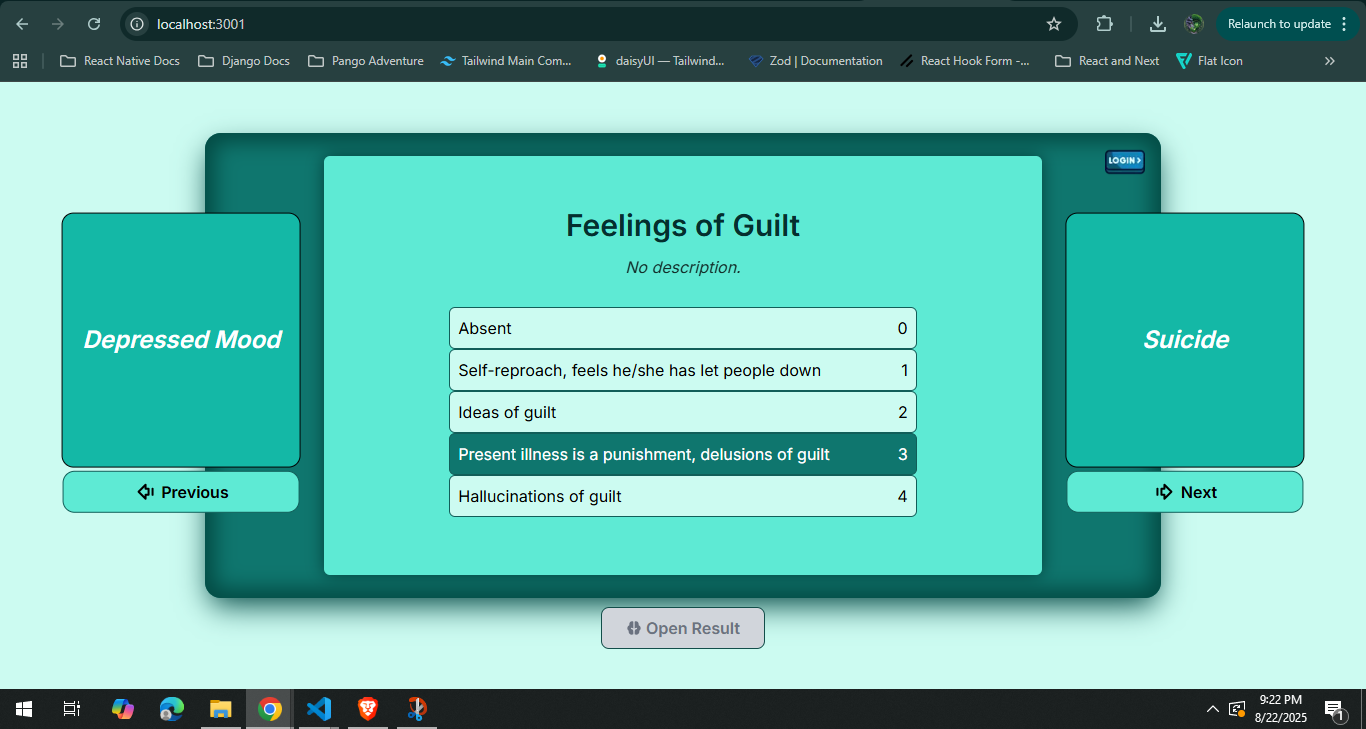 localhost:3001
Relaunch to update
React Native Docs
Django Docs
Pango Adventure
Tailwind Main Com...
daisyUI — Tailwind...
Zod | Documentation
React Hook Form -...
React and Next
Flat Icon
»
LOGIN >
Depressed Mood
Previous
Feelings of Guilt
No description.
Absent 0
Self-reproach, feels he/she has let people down 1
Ideas of guilt 2
Present illness is a punishment, delusions of guilt 3
Hallucinations of guilt 4
Suicide
Next
Open Result
9:22 PM
8/22/2025
1